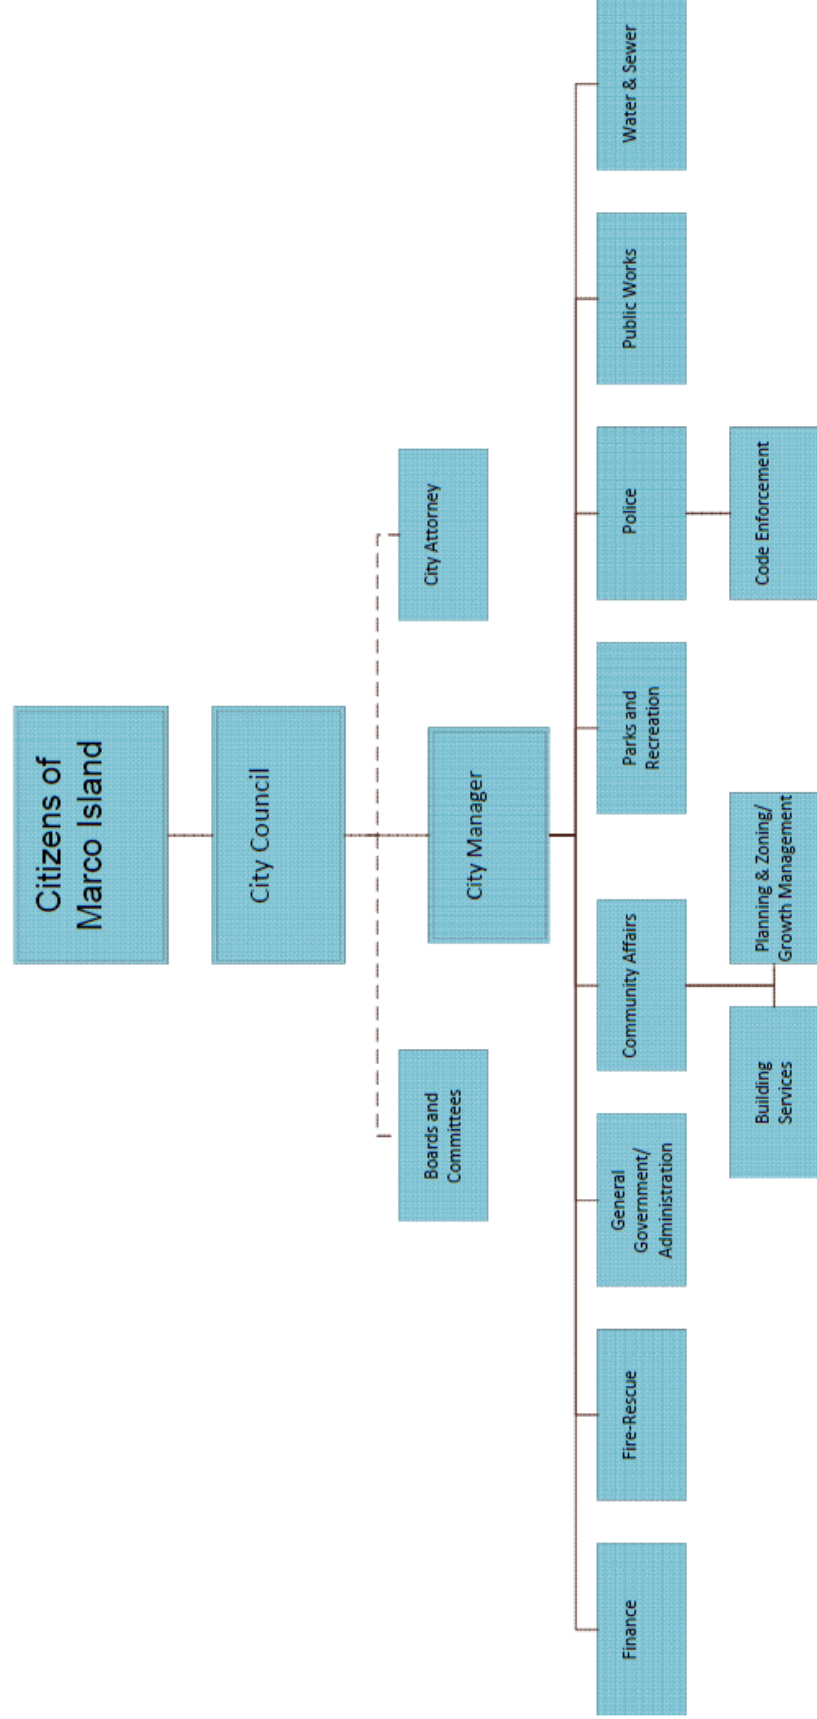 Citizens of
Marco Island
City Council
Boards and
Committees
City Attorney
City Manager
Finance
Fire-Rescue
General
Government/
Administration
Community Affairs
Parks and
Recreation
Police
Public Works
Water & Sewer
Building
Services
Planning & Zoning/
Growth Management
Code Enforcement